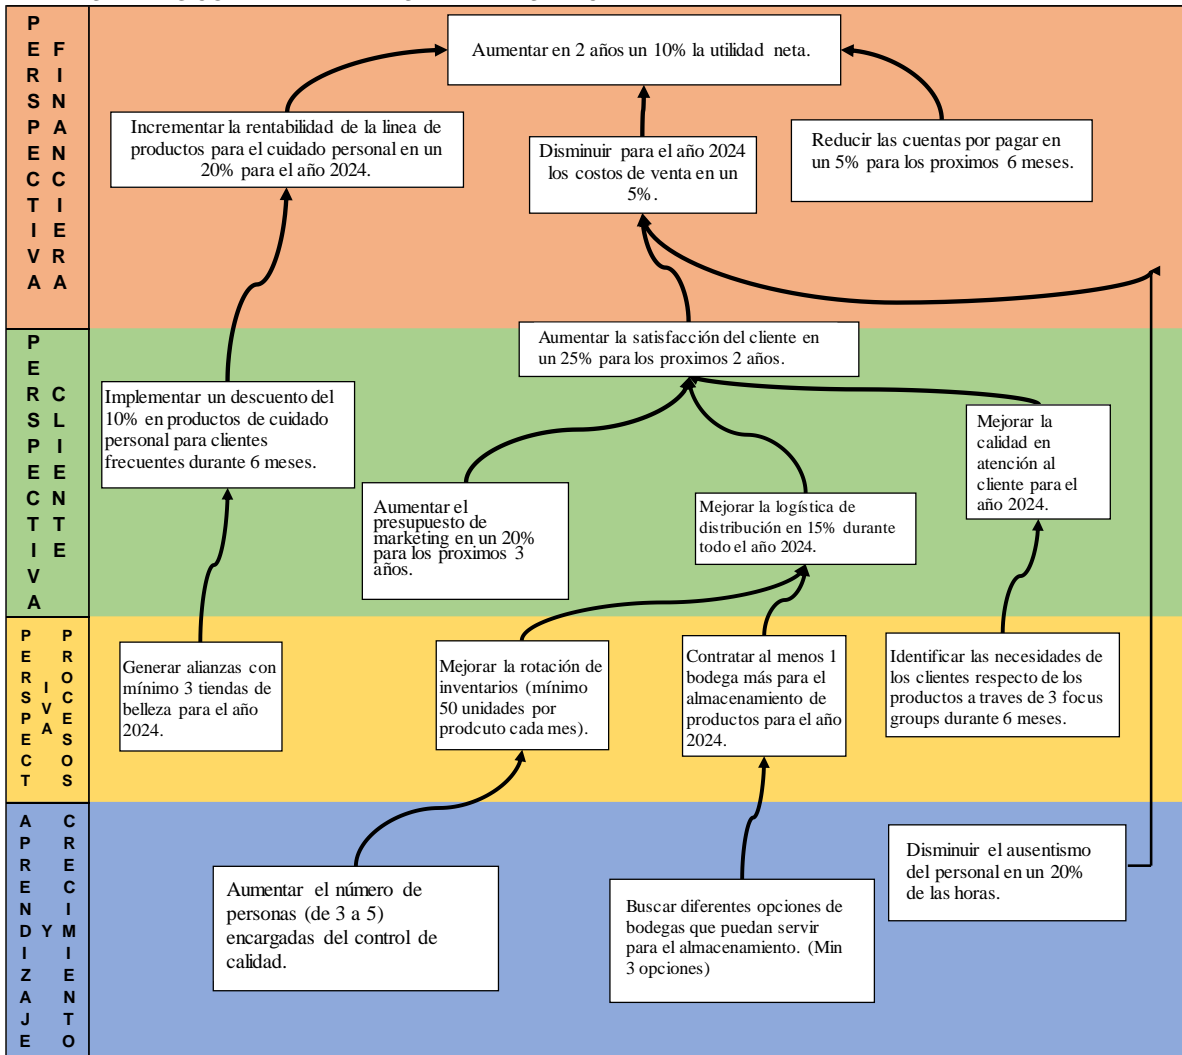 PERSPECTIVA
FINANCIERA
Aumentar en 2 años un 10% la utilidad neta.
Incrementar la rentabilidad de la linea de
productos para el cuidado personal en un
20% para el año 2024.
Disminuir para el año 2024
los costos de venta en un
5%.
Reducir las cuentas por pagar en
un 5% para los proximos 6 meses.
PERSPECTIVA
CLIENTE
Aumentar la satisfacción del cliente en
un 25% para los proximos 2 años.
Implementar un descuento del
10% en productos de cuidado
personal para clientes
frecuentes durante 6 meses.
Aumentar el
presupuesto de
marketing en un 20%
para los proximos 3
años.
Mejorar la logística de
distribución en 15% durante
todo el año 2024.
Mejorar la
calidad en
atención al
cliente para el
año 2024.
PERSPECT
IVA
PROCESOS
Generar alianzas con
mínimo 3 tiendas de
belleza para el año
2024.
Mejorar la rotación de
inventarios (mínimo
50 unidades por
prodcuto cada mes).
Contratar al menos 1
bodega más para el
almacenamiento de
productos para el año
2024.
Identificar las necesidades de
los clientes respecto de los
productos a traves de 3 focus
groups durante 6 meses.
APRENDIZAJE
Y
CRECIMIENTO
Aumentar el número de
personas (de 3 a 5)
encargadas del control de
calidad.
Buscar diferentes opciones de
bodegas que puedan servir
para el almacenamiento. (Min
3 opciones)
Disminuir el ausentismo
del personal en un 20%
de las horas.